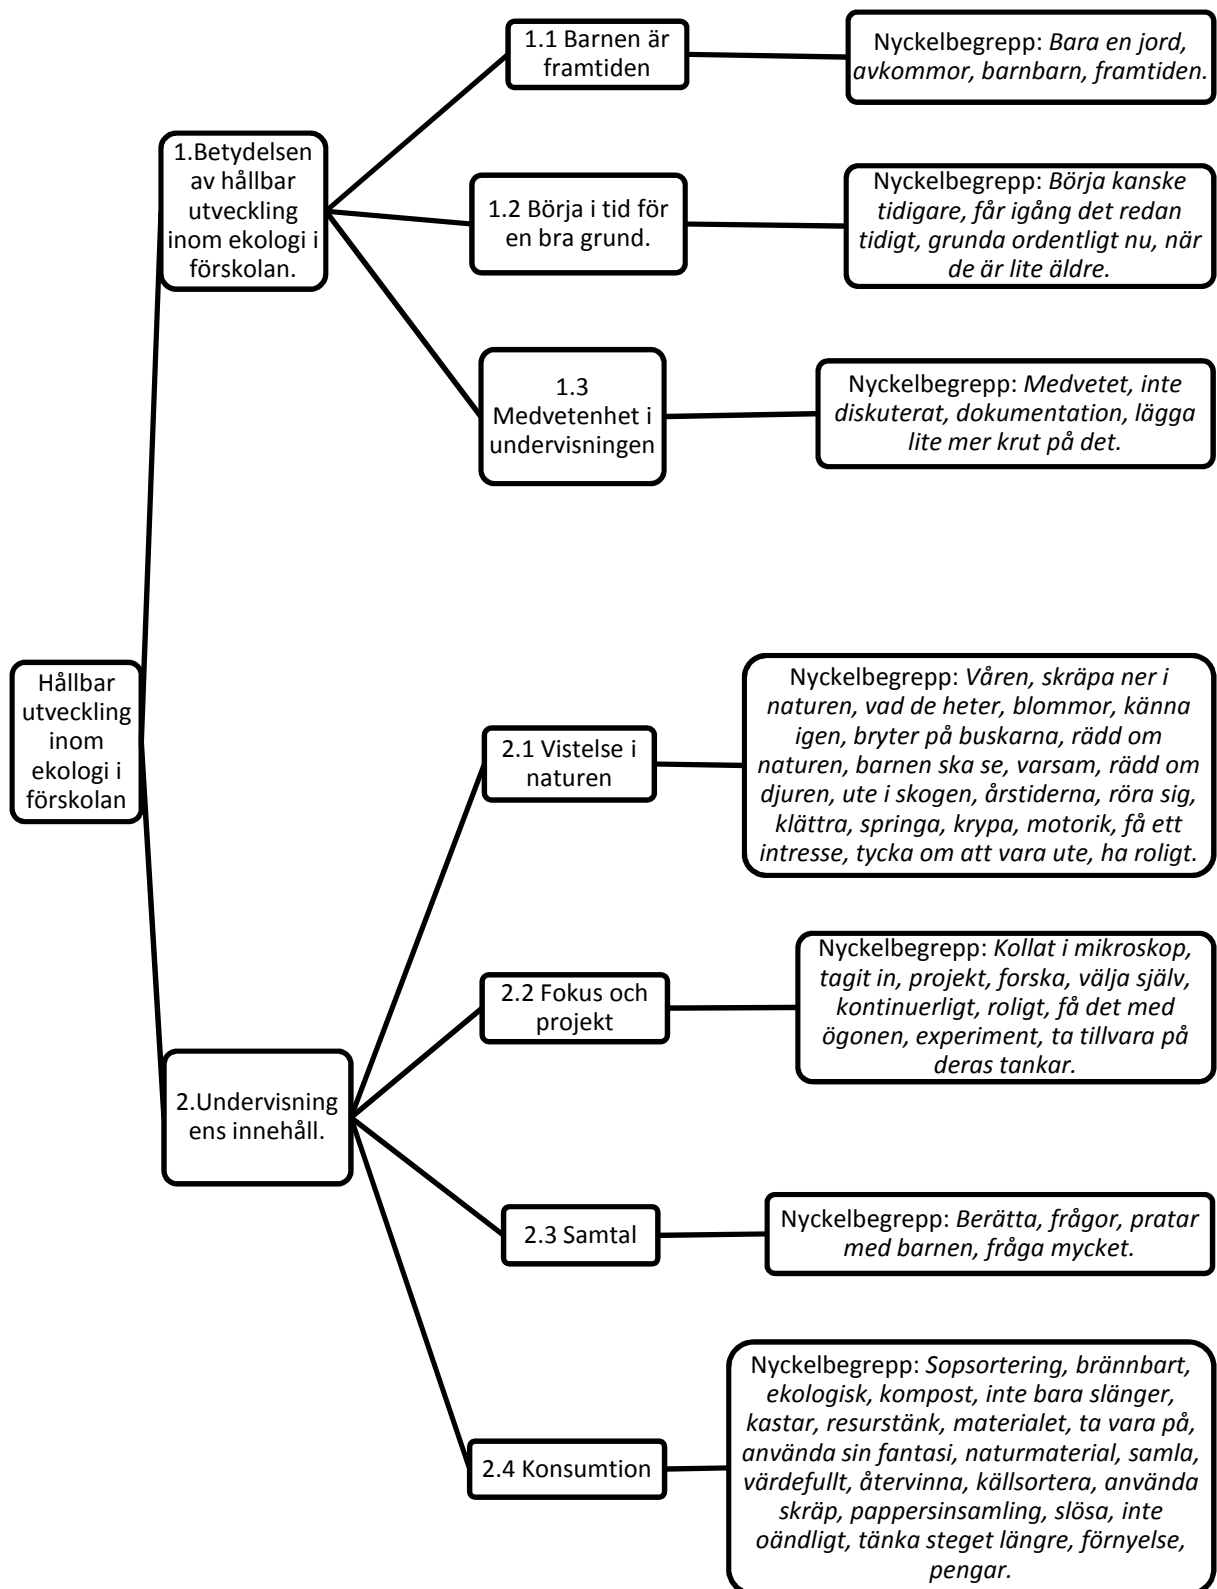 Hållbar
utveckling
inom
ekologi i
förskolan
1.Betydelsen
av hållbar
utveckling
inom ekologi i
förskolan.
1.1 Barnen är
framtiden
Nyckelbegrepp: Bara en jord,
avkommor, barnbarn, framtiden.
1.2 Börja i tid för
en bra grund.
Nyckelbegrepp: Börja kanske
tidigare, får igång det redan
tidigt, grunda ordentligt nu, när
de är lite äldre.
1.3
Medvetenhet i
undervisningen
Nyckelbegrepp: Medvetet, inte
diskuterat, dokumentation, lägga
lite mer krut på det.
2.Undervisning
ens innehåll.
2.1 Vistelse i
naturen
Nyckelbegrepp: Våren, skräpa ner i
naturen, vad de heter, blommor, känna
igen, bryter på buskarna, rädd om
naturen, barnen ska se, varsam, rädd om
djuren, ute i skogen, årstiderna, röra sig,
klättra, springa, krypa, motorik, få ett
intresse, tycka om att vara ute, ha roligt.
2.2 Fokus och
projekt
Nyckelbegrepp: Kollat i mikroskop,
tagit in, projekt, forska, välja själv,
kontinuerligt, roligt, få det med
ögonen, experiment, ta tillvara på
deras tankar.
2.3 Samtal
Nyckelbegrepp: Berätta, frågor, pratar
med barnen, fråga mycket.
2.4 Konsumtion
Nyckelbegrepp: Sopsortering, brännbart,
ekologisk, kompost, inte bara slänger,
kastar, resurstänk, materialet, ta vara på,
använda sin fantasi, naturmaterial, samla,
värdefullt, återvinna, källsortera, använda
skräp, pappersinsamling, slösa, inte
oändligt, tänka steget längre, förnyelse,
pengar.